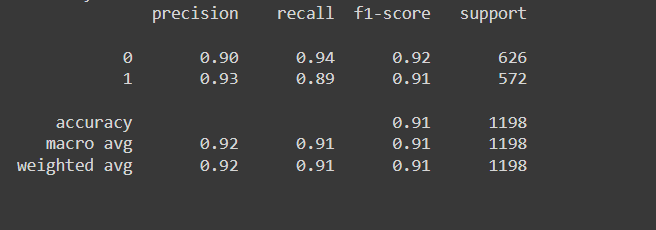 precision recall f1-score support
0 0.90 0.94 0.92 626
1 0.93 0.89 0.91 572
accuracy 0.91 1198
macro avg 0.92 0.91 0.91 1198
weighted avg 0.92 0.91 0.91 1198